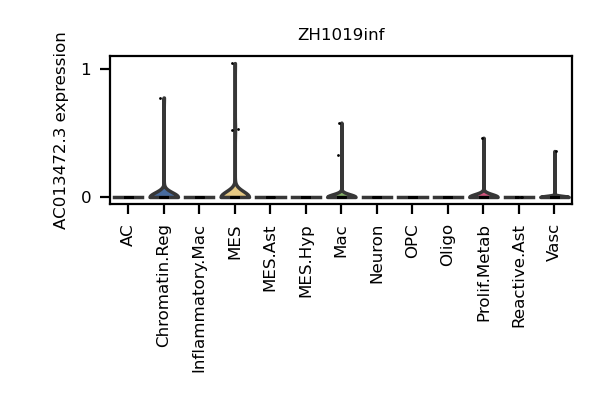 ZH1019inf
AC013472.3 expression
1
0
AC
Chromatin.Reg
Inflammatory.Mac
MES
MES.Ast
MES.Hyp
Mac
Neuron
OPC
Oligo
Prolif.Metab
Reactive.Ast
Vasc